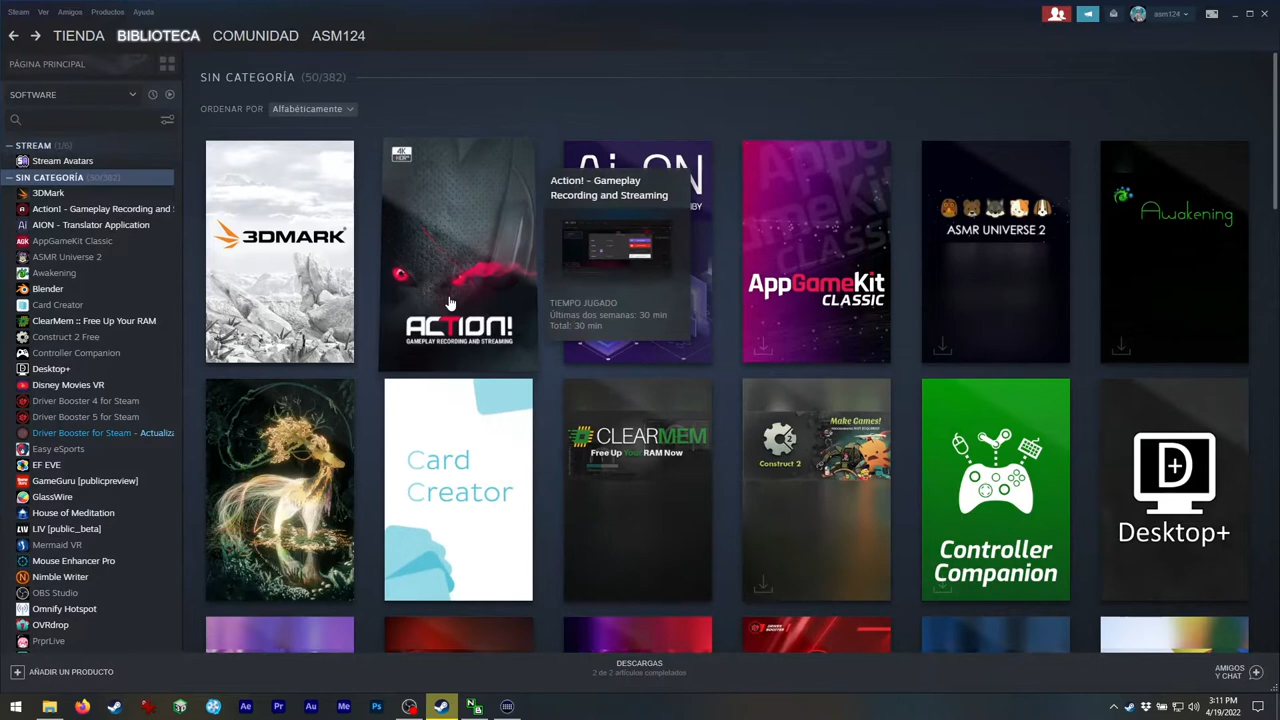 Steam Ver Amigos Productos Ayuda
asm124
TIENDA BIBLIOTECA COMUNIDAD ASM124
PÁGINA PRINCIPAL
SOFTWARE
STREAM (1/6)
Stream Avatars
SIN CATEGORÍA (50/382)
3DMark
Action! - Gameplay Recording and S
AION - Translator Application
AppGameKit Classic
ASMR Universe 2
Awakening
Blender
Card Creator
ClearMem :: Free Up Your RAM
Construct 2 Free
Controller Companion
Desktop+
Disney Movies VR
Driver Booster 4 for Steam
Driver Booster 5 for Steam
Driver Booster for Steam - Actualiza
Easy eSports
EF EVE
GameGuru [publicpreview]
GlassWire
House of Meditation
LIV [public_beta]
Mermaid VR
Mouse Enhancer Pro
Nimble Writer
OBS Studio
Omnify Hotspot
OVRdrop
PrprLive
SIN CATEGORÍA (50/382)
ORDENAR POR Alfabéticamente
3DMARK
4K
HDR
ACTION!
GAMEPLAY RECORDING AND STREAMING
Action! - Gameplay
Recording and Streaming
TIEMPO JUGADO
Últimas dos semanas: 30 min
Total: 30 min
AppGameKit
CLASSIC
ASMR UNIVERSE 2
Awakening
Card
Creator
CLEARMEM
Free Up Your RAM Now
Construct 2
Make Games!
Controller
Companion
D+
Desktop+
AÑADIR UN PRODUCTO
DESCARGAS
2 de 2 artículos completados
AMIGOS
Y CHAT
Ae Pr Au Me Ps
3:11 PM
4/19/2022